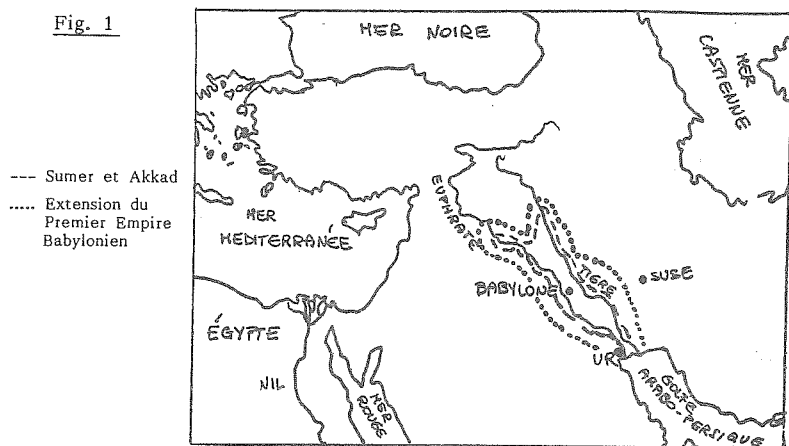 Fig. 1
MER NOIRE
MER
CASTIENNE
--- Sumer et Akkad
..... Extension du
Premier Empire
Babylonien
MER
MEDITERRANÉE
EUPHRATE
TIGRE
BABYLONE
SUSE
UR
ÉGYPTE
NIL
MER
ROUGE
GOLFE
ARABO-PERSIQUE